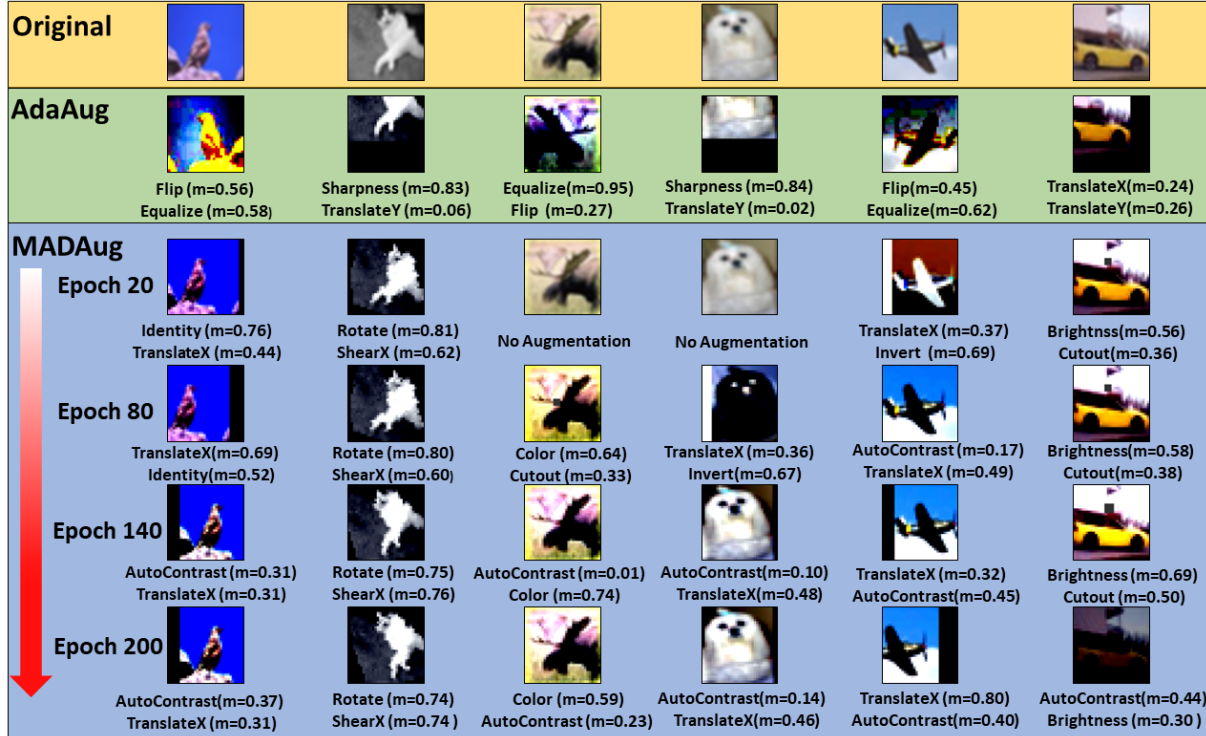 Original
AdaAug
Flip (m=0.56) Sharpness (m=0.83) Equalize(m=0.95) Sharpness (m=0.84) Flip(m=0.45) TranslateX(m=0.24)
Equalize (m=0.58) TranslateY (m=0.06) Flip (m=0.27) TranslateY (m=0.02) Equalize(m=0.62) TranslateY(m=0.26)
MADAug
Epoch 20
Identity (m=0.76) Rotate (m=0.81) No Augmentation No Augmentation TranslateX (m=0.37) Brightnss(m=0.56)
TranslateX (m=0.44) ShearX (m=0.62) Invert (m=0.69) Cutout(m=0.36)
Epoch 80
TranslateX(m=0.69) Rotate (m=0.80) Color (m=0.64) TranslateX (m=0.36) AutoContrast(m=0.17) Brightness(m=0.58)
Identity(m=0.52) ShearX (m=0.60) Cutout (m=0.33) Invert(m=0.67) TranslateX (m=0.49) Cutout(m=0.38)
Epoch 140
AutoContrast (m=0.31) Rotate (m=0.75) AutoContrast (m=0.01) AutoContrast(m=0.10) TranslateX (m=0.32) Brightness (m=0.69)
TranslateX (m=0.31) ShearX (m=0.76) Color (m=0.74) TranslateX(m=0.48) AutoContrast(m=0.45) Cutout (m=0.50)
Epoch 200
AutoContrast(m=0.37) Rotate (m=0.74) Color (m=0.59) AutoContrast(m=0.14) TranslateX (m=0.80) AutoContrast(m=0.44)
TranslateX (m=0.31) ShearX (m=0.74 ) AutoContrast (m=0.23) TranslateX (m=0.46) AutoContrast(m=0.40) Brightness (m=0.30 )